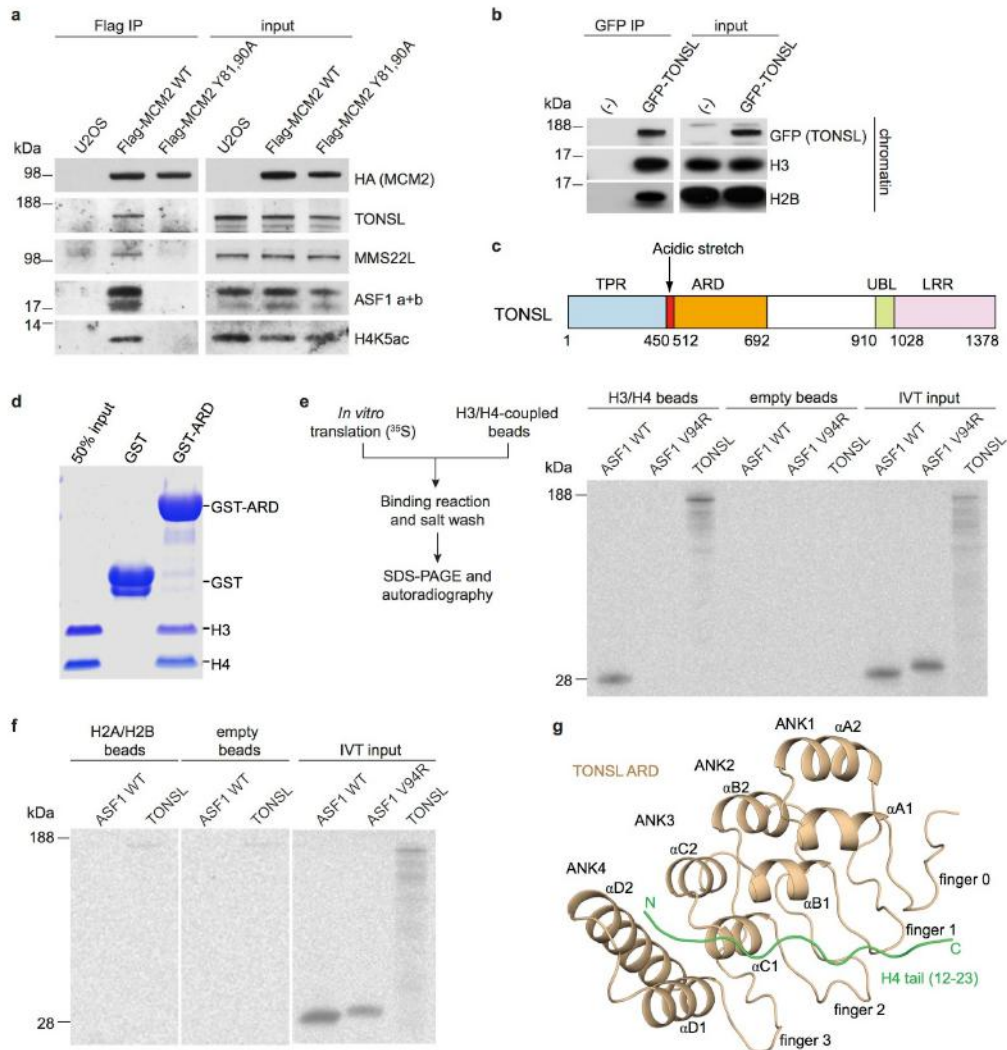 a
Flag IP
input
kDa
U2OS
Flag-MCM2 WT
Flag-MCM2 Y81,90A
U2OS
Flag-MCM2 WT
Flag-MCM2 Y81,90A
98
HA (MCM2)
188
TONSL
98
MMS22L
17
ASF1 a+b
14
H4K5ac
b
GFP IP
input
kDa
(-)
GFP-TONSL
(-)
GFP-TONSL
188
GFP (TONSL)
17
H3
17
H2B
chromatin
c
Acidic stretch
TPR
ARD
UBL
LRR
TONSL
1
450
512
692
910
1028
1378
d
50% input
GST
GST-ARD
GST-ARD
GST
H3
H4
e
In vitro
translation (³⁵S)
H3/H4-coupled
beads
Binding reaction
and salt wash
SDS-PAGE and
autoradiography
H3/H4 beads
empty beads
IVT input
kDa
ASF1 WT
ASF1 V94R
TONSL
ASF1 WT
ASF1 V94R
TONSL
ASF1 WT
ASF1 V94R
TONSL
188
28
f
H2A/H2B
beads
empty
beads
IVT input
kDa
ASF1 WT
TONSL
ASF1 WT
TONSL
ASF1 WT
ASF1 V94R
TONSL
188
28
g
TONSL ARD
ANK1
αA2
ANK2
αB2
αA1
ANK3
αC2
finger 0
ANK4
αD2
αB1
N
finger 1
C
αC1
H4 tail (12-23)
finger 2
αD1
finger 3